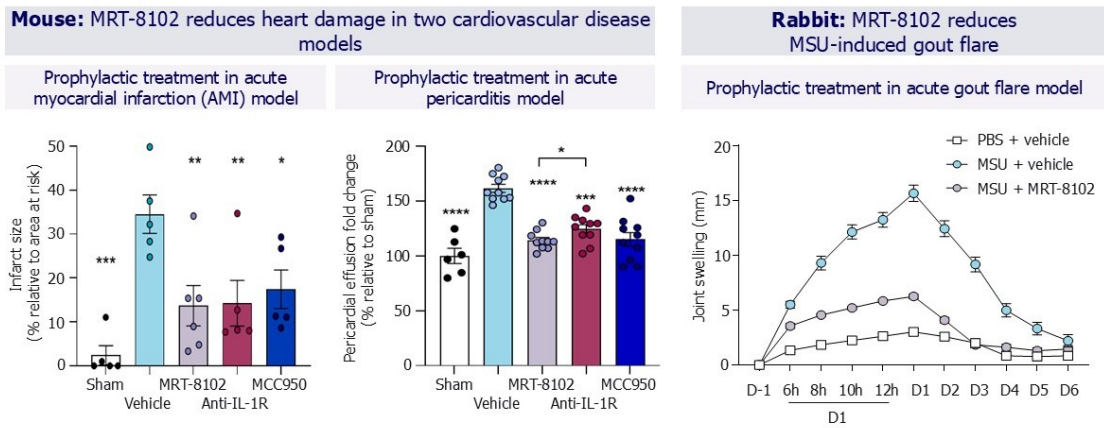 Mouse: MRT-8102 reduces heart damage in two cardiovascular disease
models
Prophylactic treatment in acute
myocardial infarction (AMI) model
Infarct size
(% relative to area at risk)
50
40
30
20
10
0
***
**
**
*
Sham
Vehicle
MRT-8102
Anti-IL-1R
MCC950
Prophylactic treatment in acute
pericarditis model
Pericardial effusion fold change
(% relative to sham)
200
150
100
50
0
****
*
****
***
****
Sham
Vehicle
MRT-8102
Anti-IL-1R
MCC950
Rabbit: MRT-8102 reduces
MSU-induced gout flare
Prophylactic treatment in acute gout flare model
PBS + vehicle
MSU + vehicle
MSU + MRT-8102
Joint swelling (mm)
20
15
10
5
0
D-1 6h 8h 10h 12h D1 D2 D3 D4 D5 D6
D1